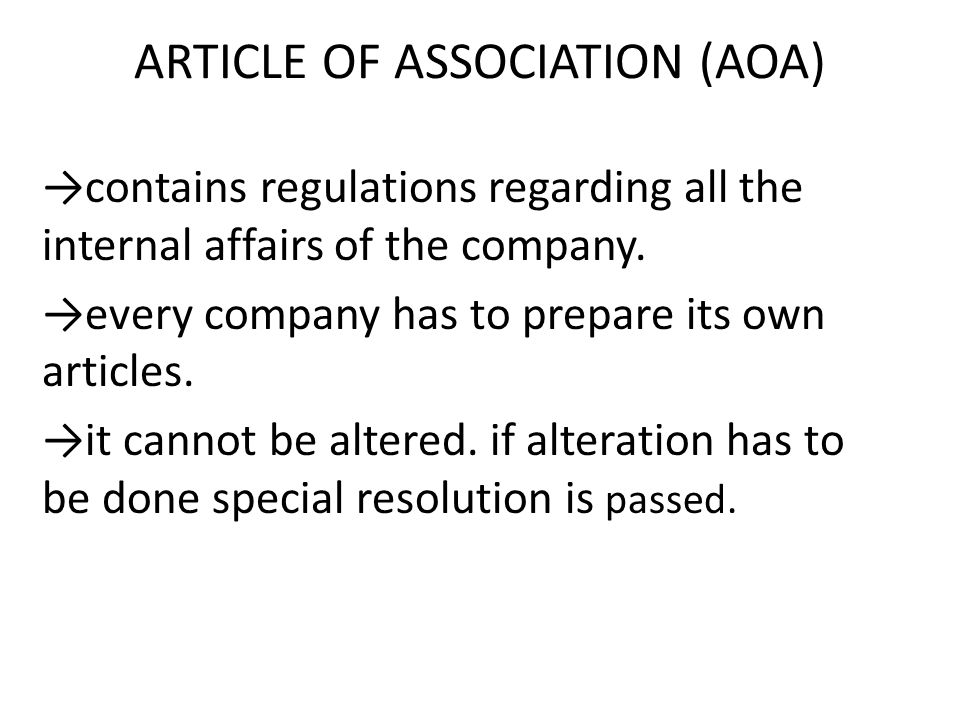 ARTICLE OF ASSOCIATION (AOA)
→contains regulations regarding all the
internal affairs of the company.
→every company has to prepare its own
articles.
→it cannot be altered. if alteration has to
be done special resolution is passed.